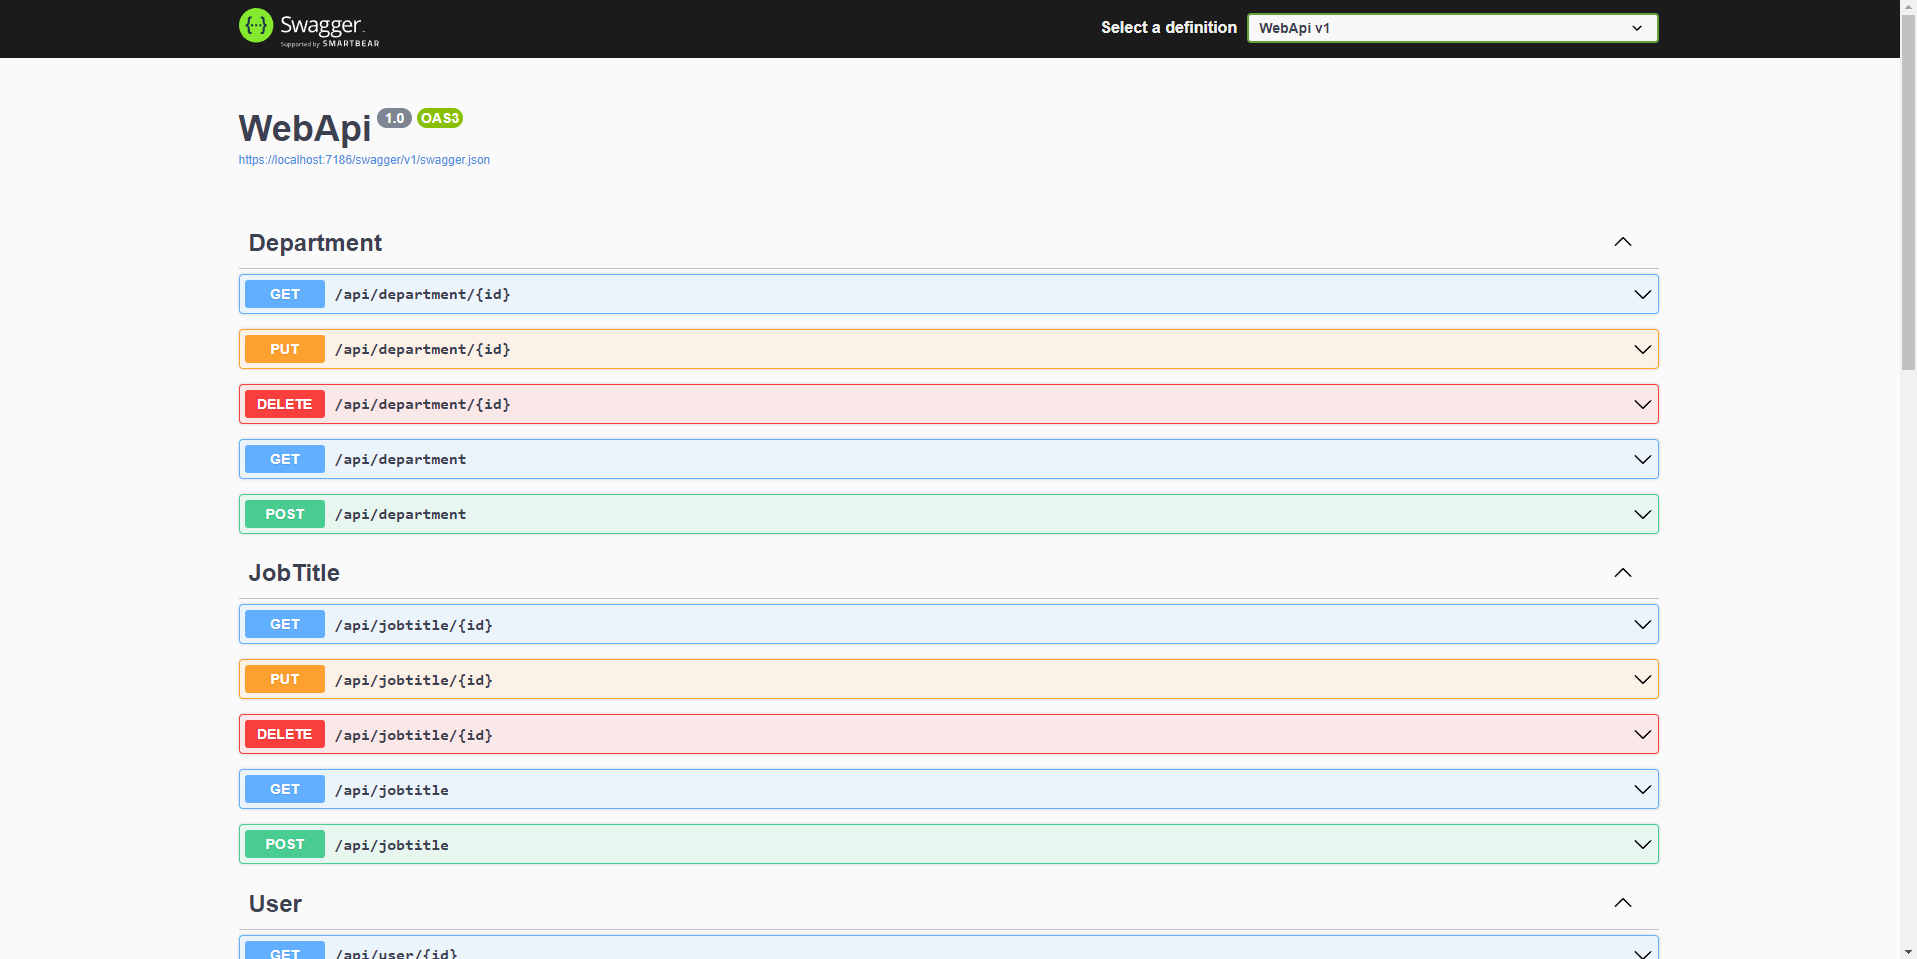 Swagger
Supported by SMARTBEAR
Select a definition
WebApi v1
WebApi 1.0 OAS3
https://localhost:7186/swagger/v1/swagger.json
Department
GET /api/department/{id}
PUT /api/department/{id}
DELETE /api/department/{id}
GET /api/department
POST /api/department
JobTitle
GET /api/jobtitle/{id}
PUT /api/jobtitle/{id}
DELETE /api/jobtitle/{id}
GET /api/jobtitle
POST /api/jobtitle
User
GET /api/user/{id}